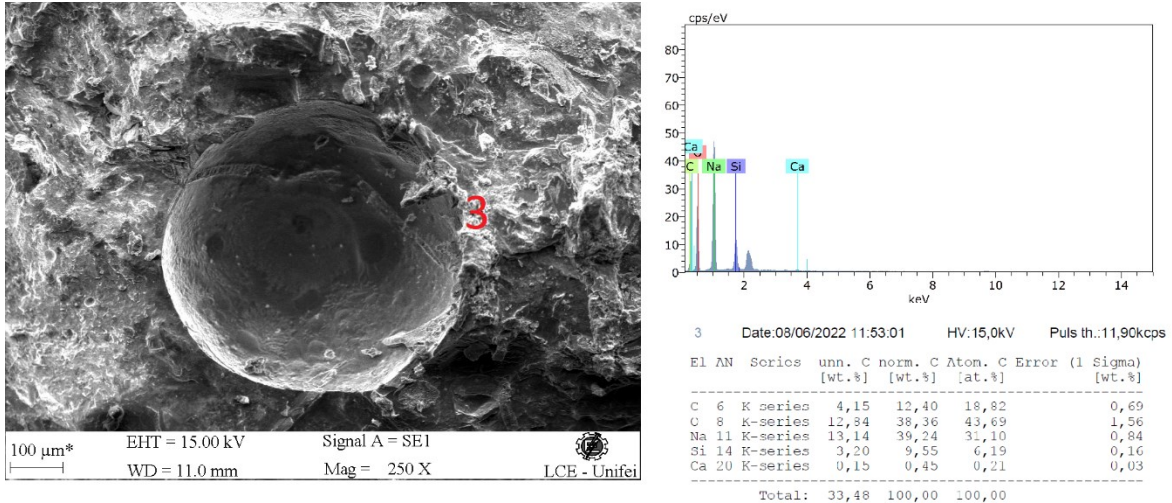 3
100 µm*
EHT = 15.00 kV
Signal A = SE1
WD = 11.0 mm
Mag = 250 X
LCE - Unifei
cps/eV
80
70
60
50
40
30
20
10
0
Ca
C
Na
Si
Ca
2 4 6 8 10 12 14
keV
3 Date:08/06/2022 11:53:01 HV:15,0kV Puls th.:11,90kcps
El AN Series unn. C norm. C Atom. C Error (1 Sigma)
[wt.%] [wt.%] [at.%] [wt.%]
C 6 K series 4,15 12,40 18,82 0,69
O 8 K-series 12,84 38,36 43,69 1,56
Na 11 K-series 13,14 39,24 31,10 0,84
Si 14 K-series 3,20 9,55 6,19 0,16
Ca 20 K-series 0,15 0,45 0,21 0,03
Total: 33,48 100,00 100,00